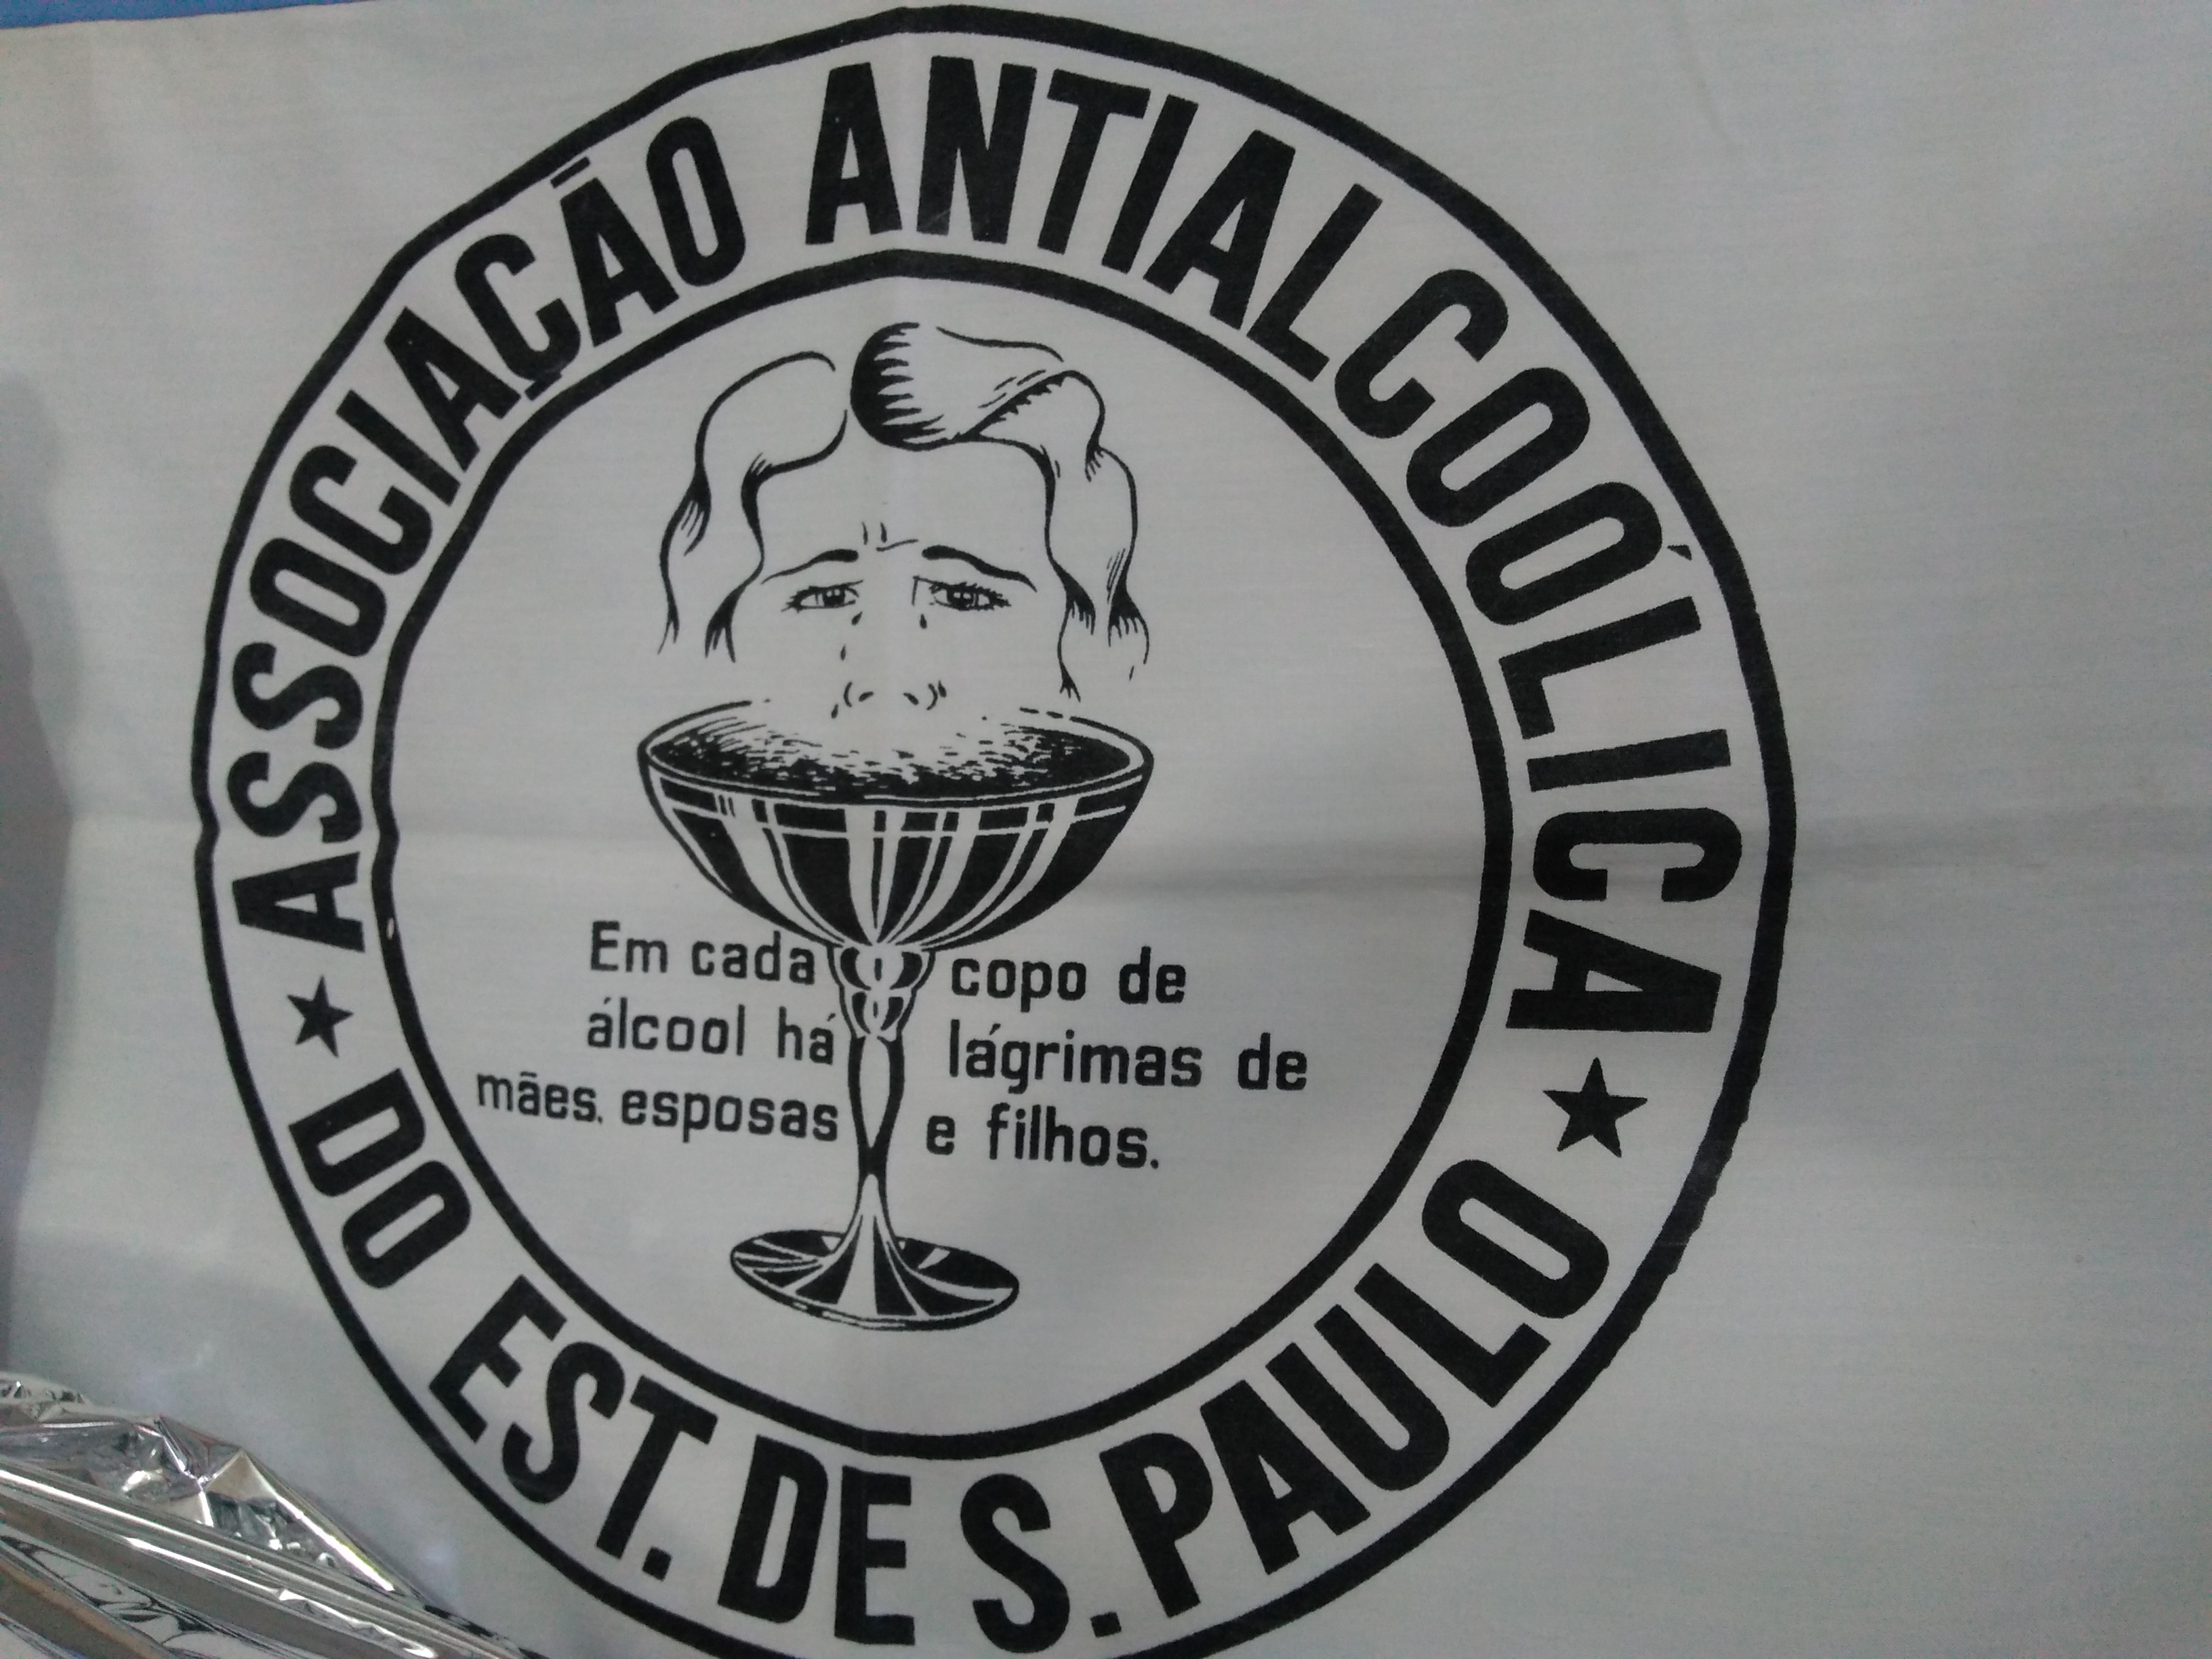 ASSOCIAÇÃO ANTIALCOÓLICA
★ DO EST. DE S. PAULO ★
Em cada copo de
álcool há lágrimas de
mães, esposas e filhos.